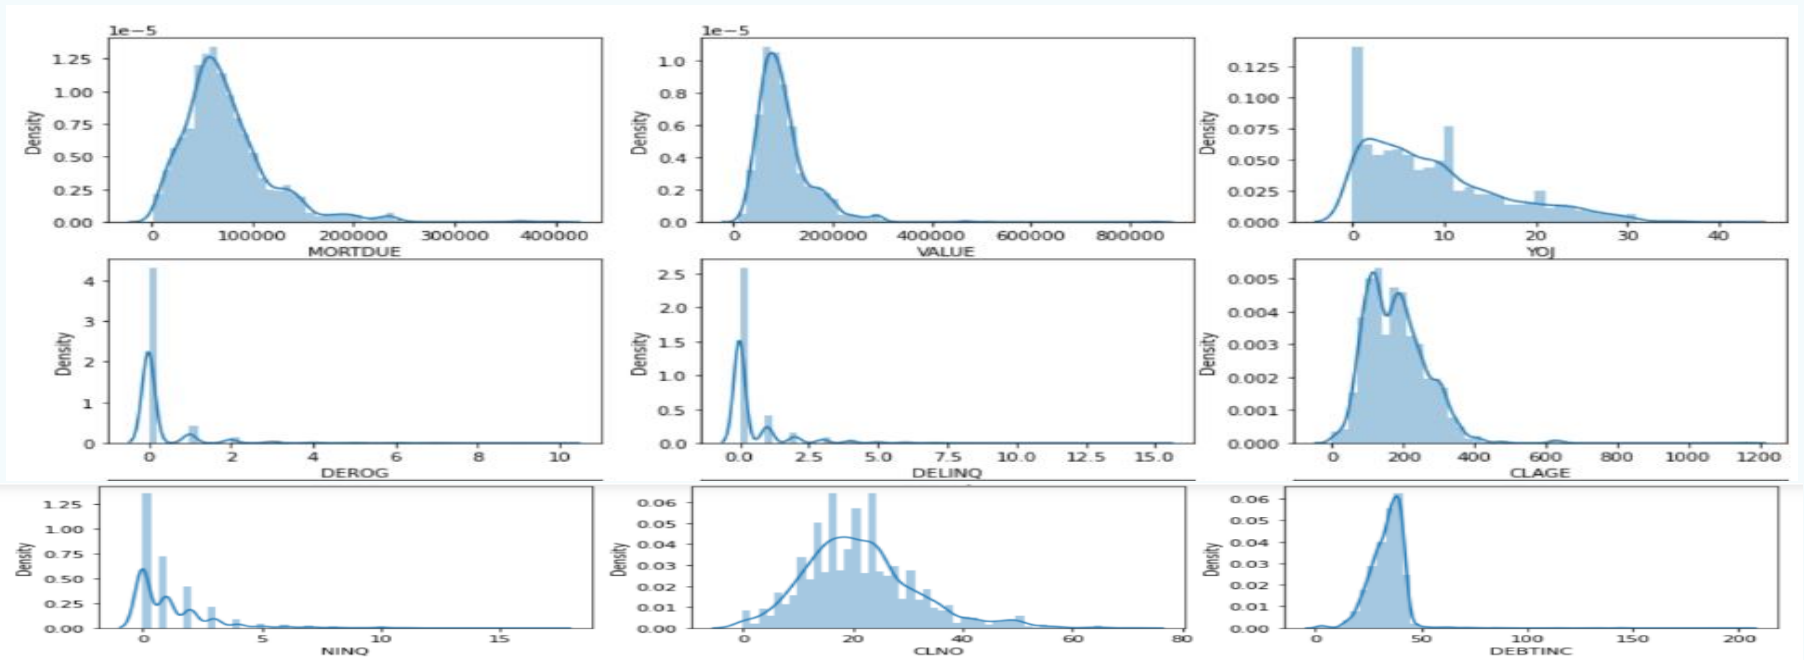 1e−5
1.25
1.00
0.75
0.50
0.25
0.00
Density
0 100000 200000 300000 400000
MORTDUE
1e−5
1.0
0.8
0.6
0.4
0.2
0.0
Density
0 200000 400000 600000 800000
VALUE
0.125
0.100
0.075
0.050
0.025
0.000
Density
0 10 20 30 40
YOJ
4
3
2
1
0
Density
0 2 4 6 8 10
DEROG
2.5
2.0
1.5
1.0
0.5
0.0
Density
0.0 2.5 5.0 7.5 10.0 12.5 15.0
DELINQ
0.005
0.004
0.003
0.002
0.001
0.000
Density
0 200 400 600 800 1000 1200
CLAGE
1.25
1.00
0.75
0.50
0.25
0.00
Density
0 5 10 15
NINQ
0.06
0.05
0.04
0.03
0.02
0.01
0.00
Density
0 20 40 60 80
CLNO
0.06
0.05
0.04
0.03
0.02
0.01
0.00
Density
0 50 100 150 200
DEBTINC